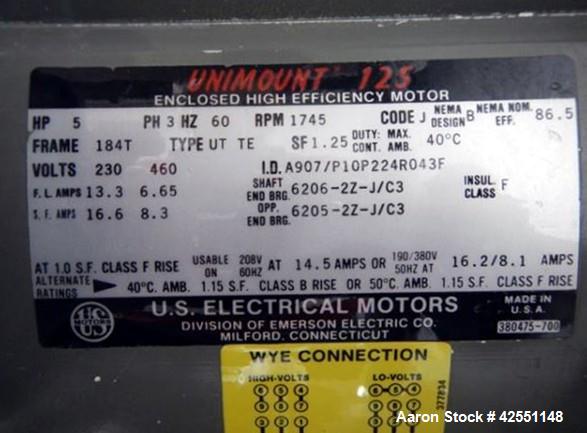 UNIMOUNT 125
ENCLOSED HIGH EFFICIENCY MOTOR
HP 5 PH 3 HZ 60 RPM 1745 CODE J NEMA DESIGN B NEMA NOM. EFF. 86.5
FRAME 184T TYPE UT TE SF 1.25 DUTY: MAX. CONT. AMB. 40°C
VOLTS 230 460 I.D. A907/P10P224R043F
F.L. AMPS 13.3 6.65 SHAFT END BRG. 6206-2Z-J/C3 INSUL. CLASS F
S.F. AMPS 16.6 8.3 OPP. END BRG. 6205-2Z-J/C3
AT 1.0 S.F. CLASS F RISE USABLE ON 208V 60HZ AT 14.5 AMPS OR 190/380V 50HZ AT 16.2/8.1 AMPS
ALTERNATE RATINGS 40°C. AMB. 1.15 S.F. CLASS B RISE OR 50°C. AMB. 1.15 S.F. CLASS F RISE
U.S. ELECTRICAL MOTORS
DIVISION OF EMERSON ELECTRIC CO.
MILFORD, CONNECTICUT
MADE IN U.S.A.
380475-700
US MOTORS
WYE CONNECTION
HIGH-VOLTS LO-VOLTS
377834
Aaron Stock #42551148